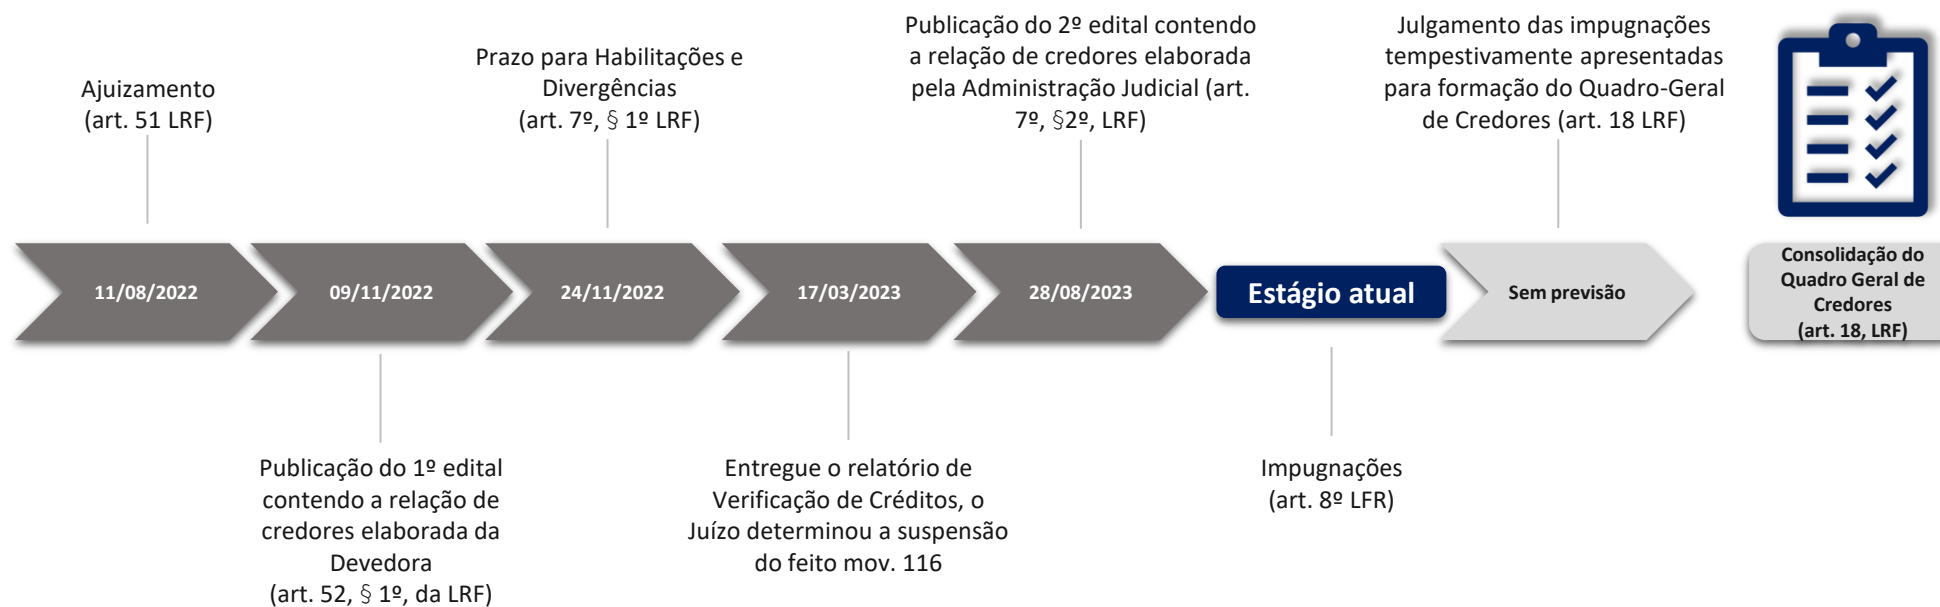 Ajuizamento
(art. 51 LRF)
Prazo para Habilitações e
Divergências
(art. 7º, § 1º LRF)
Publicação do 2º edital contendo
a relação de credores elaborada
pela Administração Judicial (art.
7º, §2º, LRF)
Julgamento das impugnações
tempestivamente apresentadas
para formação do Quadro-Geral
de Credores (art. 18 LRF)
11/08/2022
09/11/2022
24/11/2022
17/03/2023
28/08/2023
Estágio atual
Sem previsão
Consolidação do
Quadro Geral de
Credores
(art. 18, LRF)
Publicação do 1º edital
contendo a relação de
credores elaborada da
Devedora
(art. 52, § 1º, da LRF)
Entregue o relatório de
Verificação de Créditos, o
Juízo determinou a suspensão
do feito mov. 116
Impugnações
(art. 8º LFR)